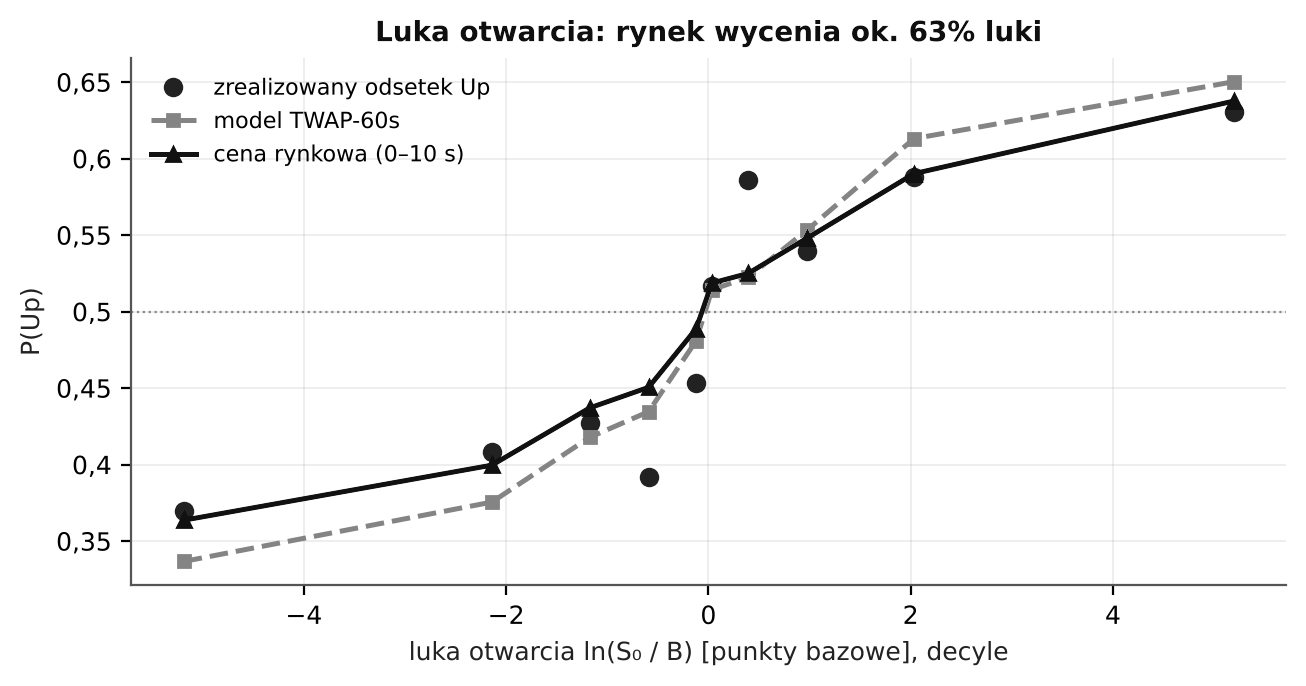 Luka otwarcia: rynek wycenia ok. 63% luki
zrealizowany odsetek Up
model TWAP-60s
cena rynkowa (0–10 s)
P(Up)
0,65
0,6
0,55
0,5
0,45
0,4
0,35
−4
−2
0
2
4
luka otwarcia ln(S₀ / B) [punkty bazowe], decyle